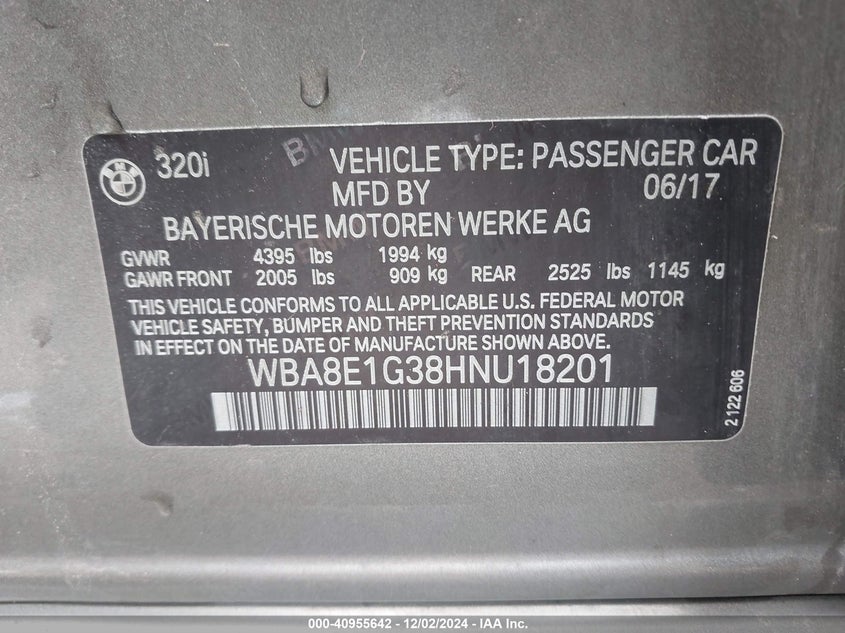 BMW 320i VEHICLE TYPE: PASSENGER CAR
MFD BY 06/17
BAYERISCHE MOTOREN WERKE AG
GVWR 4395 lbs 1994 kg
GAWR FRONT 2005 lbs 909 kg REAR 2525 lbs 1145 kg
THIS VEHICLE CONFORMS TO ALL APPLICABLE U.S. FEDERAL MOTOR
VEHICLE SAFETY, BUMPER AND THEFT PREVENTION STANDARDS
IN EFFECT ON THE DATE OF MANUFACTURE SHOWN ABOVE.
WBA8E1G38HNU18201
2 122 606
000-40955642 - 12/02/2024 - IAA Inc.